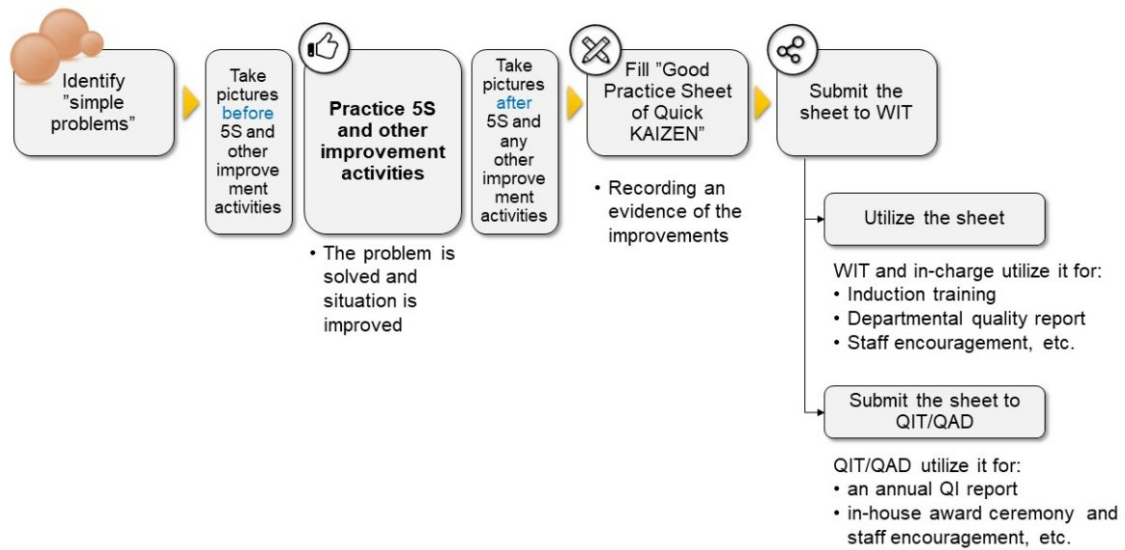 Identify
"simple
problems"
Take
pictures
before
5S and
other
improve
ment
activities
Practice 5S
and other
improvement
activities
• The problem is
solved and
situation is
improved
Take
pictures
after
5S and
any
other
improve
ment
activities
Fill "Good
Practice Sheet
of Quick
KAIZEN"
• Recording an
evidence of the
improvements
Submit the
sheet to WIT
Utilize the sheet
WIT and in-charge utilize it for:
• Induction training
• Departmental quality report
• Staff encouragement, etc.
Submit the sheet to
QIT/QAD
QIT/QAD utilize it for:
• an annual QI report
• in-house award ceremony and
staff encouragement, etc.